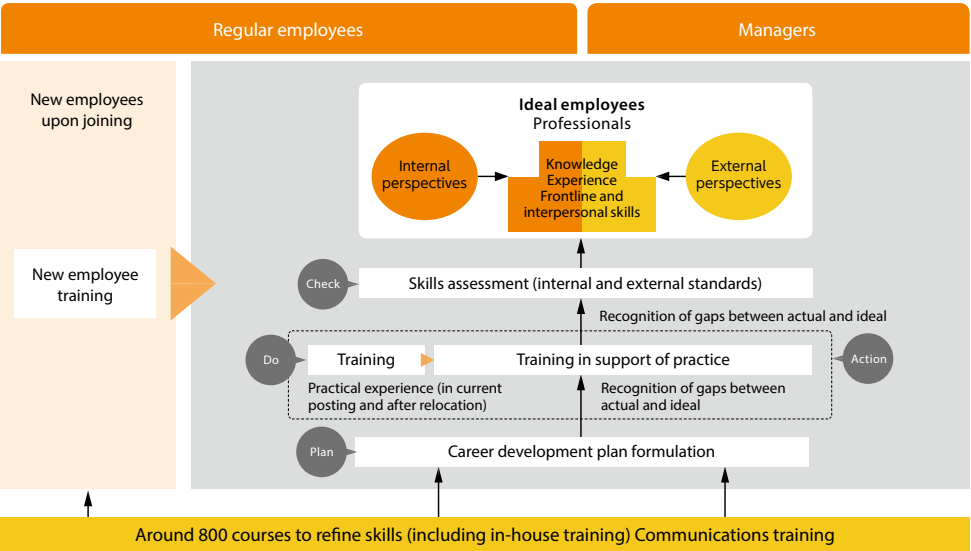 Regular employees
Managers
New employees
upon joining
New employee
training
Ideal employees
Professionals
Internal
perspectives
Knowledge
Experience
Frontline and
interpersonal skills
External
perspectives
Check
Skills assessment (internal and external standards)
Recognition of gaps between actual and ideal
Do
Training
Training in support of practice
Action
Practical experience (in current
posting and after relocation)
Recognition of gaps between
actual and ideal
Plan
Career development plan formulation
Around 800 courses to refine skills (including in-house training) Communications training